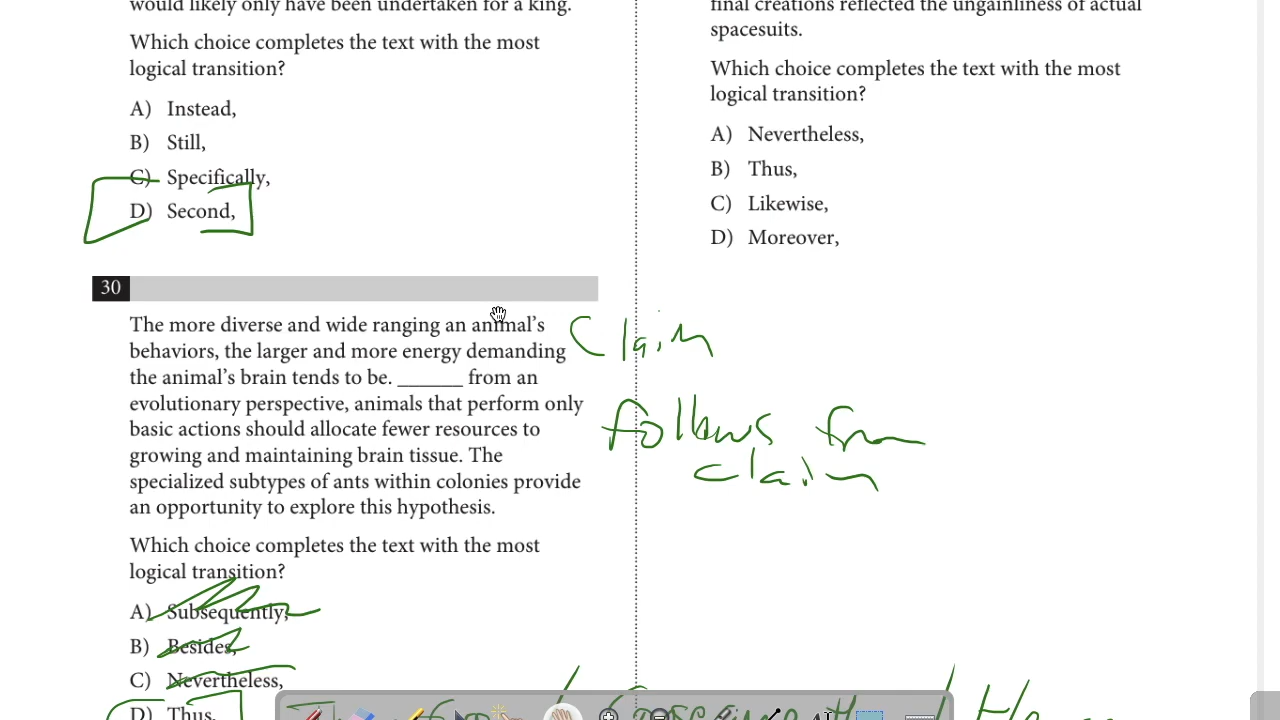 would likely only have been undertaken for a king.
Which choice completes the text with the most
logical transition?
A) Instead,
B) Still,
C) Specifically,
D) Second,
30
The more diverse and wide ranging an animal's
behaviors, the larger and more energy demanding
the animal's brain tends to be. ______ from an
evolutionary perspective, animals that perform only
basic actions should allocate fewer resources to
growing and maintaining brain tissue. The
specialized subtypes of ants within colonies provide
an opportunity to explore this hypothesis.
Which choice completes the text with the most
logical transition?
A) Subsequently,
B) Besides,
C) Nevertheless,
D) Thus,
Claim
follows from
claim
final creations reflected the ungainliness of actual
spacesuits.
Which choice completes the text with the most
logical transition?
A) Nevertheless,
B) Thus,
C) Likewise,
D) Moreover,